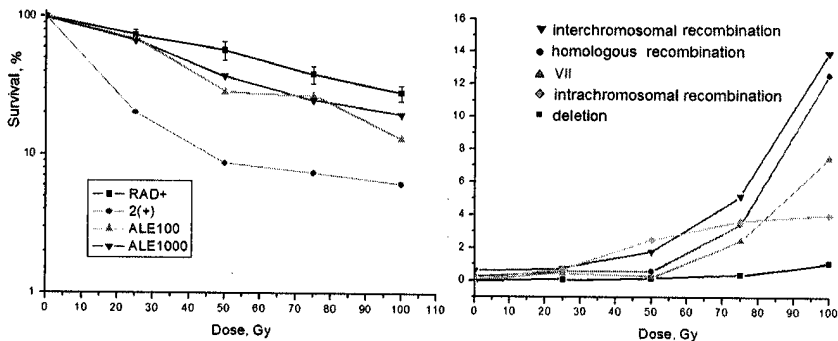 100
10
1
Survival, %
RAD+
2(+)
ALE100
ALE1000
0 10 20 30 40 50 60 70 80 90 100 110
Dose, Gy
16
14
12
10
8
6
4
2
0
interchromosomal recombination
homologous recombination
VII
intrachromosomal recombination
deletion
0 10 20 30 40 50 60 70 80 90 100
Dose, Gy